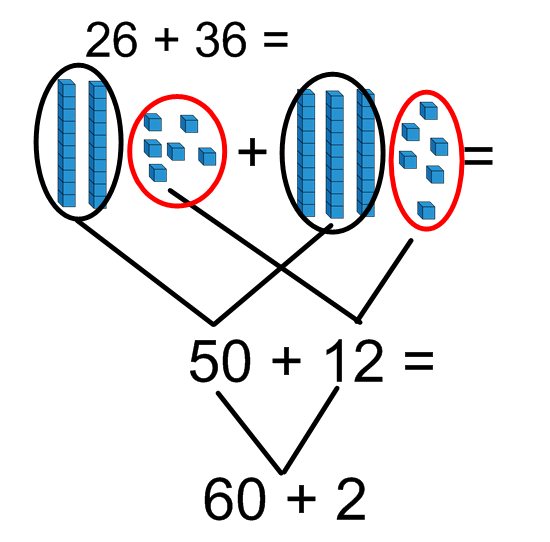 26 + 36 =
+ =
50 + 12 =
60 + 2